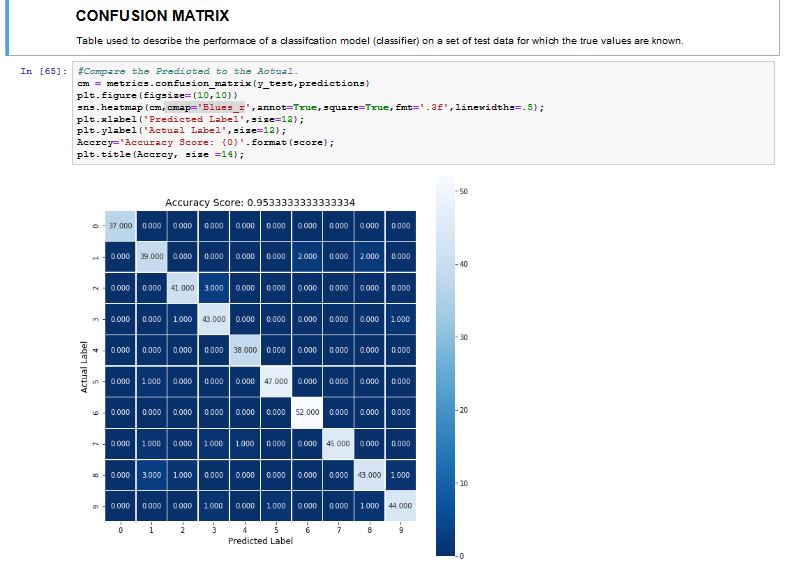 CONFUSION MATRIX
Table used to describe the performace of a classifcation model (classifier) on a set of test data for which the true values are known.
In [65]:
#Compare the Predicted to the Actual.
cm = metrics.confusion_matrix(y_test,predictions)
plt.figure(figsize=(10,10))
sns.heatmap(cm,cmap='Blues_r',annot=True,square=True,fmt='.3f',linewidths=.5);
plt.xlabel('Predicted Label',size=12);
plt.ylabel('Actual Label',size=12);
Accrcy='Accuracy Score: {0}'.format(score);
plt.title(Accrcy, size =14);
Accuracy Score: 0.9533333333333334
Actual Label
0 37.000 0.000 0.000 0.000 0.000 0.000 0.000 0.000 0.000 0.000
1 0.000 39.000 0.000 0.000 0.000 0.000 2.000 0.000 2.000 0.000
2 0.000 0.000 41.000 3.000 0.000 0.000 0.000 0.000 0.000 0.000
3 0.000 0.000 1.000 43.000 0.000 0.000 0.000 0.000 0.000 1.000
4 0.000 0.000 0.000 0.000 38.000 0.000 0.000 0.000 0.000 0.000
5 0.000 1.000 0.000 0.000 0.000 47.000 0.000 0.000 0.000 0.000
6 0.000 0.000 0.000 0.000 0.000 0.000 52.000 0.000 0.000 0.000
7 0.000 1.000 0.000 1.000 1.000 0.000 0.000 45.000 0.000 0.000
8 0.000 3.000 1.000 0.000 0.000 0.000 0.000 0.000 43.000 1.000
9 0.000 0.000 0.000 1.000 0.000 1.000 0.000 0.000 1.000 44.000
0 1 2 3 4 5 6 7 8 9
Predicted Label
50
40
30
20
10
0